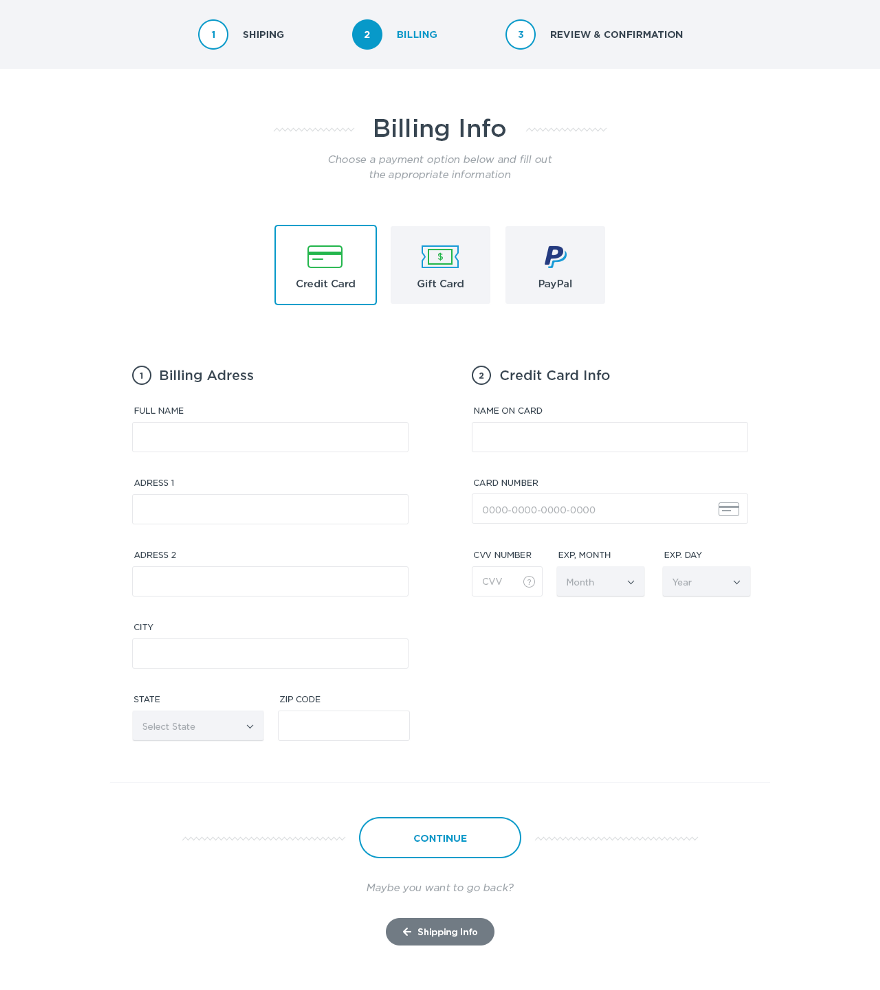 1 SHIPING 2 BILLING 3 REVIEW & CONFIRMATION
Billing Info
Choose a payment option below and fill out
the appropriate information
$
Credit Card Gift Card PayPal
1 Billing Adress
FULL NAME
ADRESS 1
ADRESS 2
CITY
STATE ZIP CODE
Select State
2 Credit Card Info
NAME ON CARD
CARD NUMBER
0000-0000-0000-0000
CVV NUMBER EXP, MONTH EXP. DAY
CVV ? Month Year
CONTINUE
Maybe you want to go back?
Shipping Info